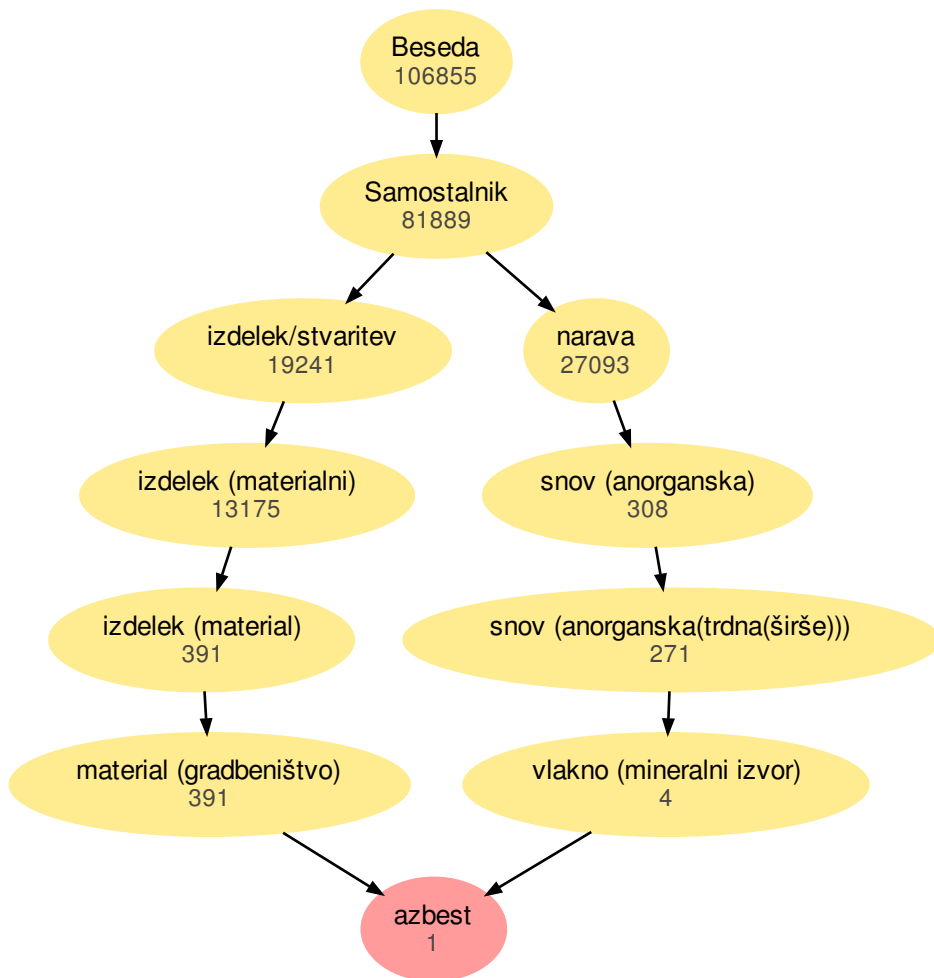 Beseda
106855
Samostalnik
81889
izdelek/stvaritev
19241
narava
27093
izdelek (materialni)
13175
snov (anorganska)
308
izdelek (material)
391
snov (anorganska(trdna(širše)))
271
material (gradbeništvo)
391
vlakno (mineralni izvor)
4
azbest
1